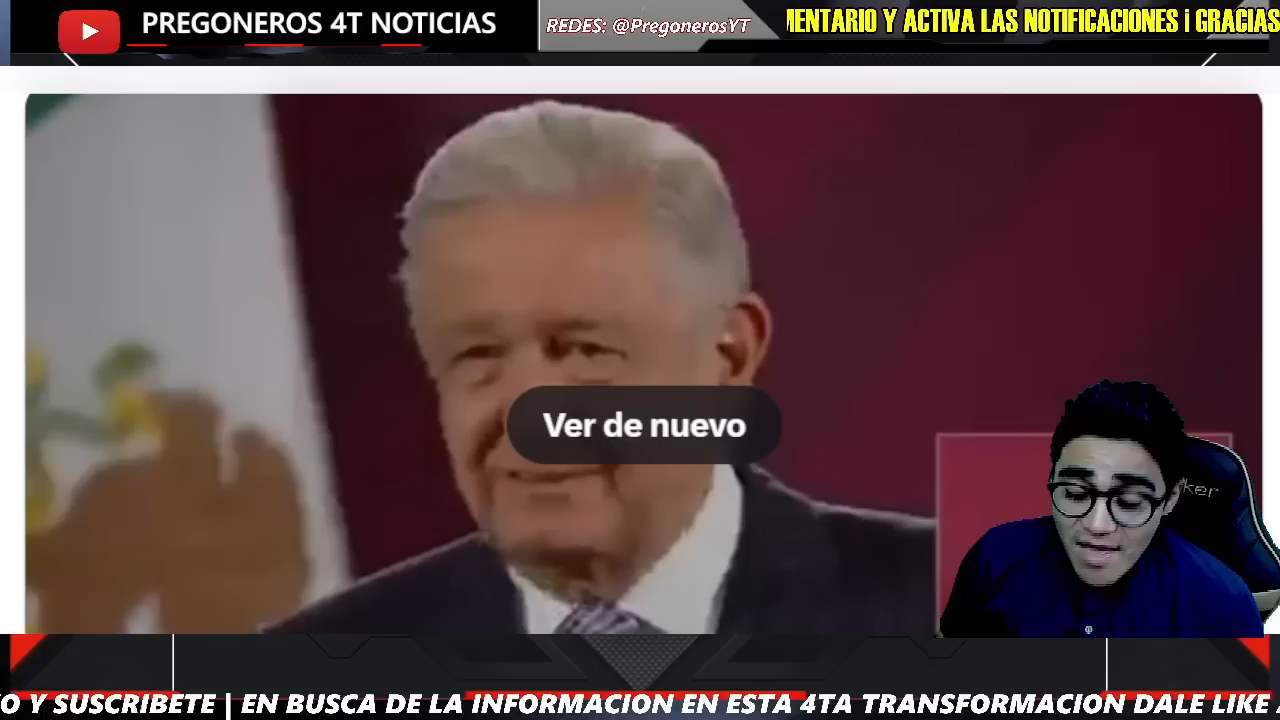 PREGONEROS 4T NOTICIAS
REDES: @PregonerosYT
MENTARIO Y ACTIVA LAS NOTIFICACIONES ¡ GRACIAS
Ver de nuevo
ker
O Y SUSCRIBETE | EN BUSCA DE LA INFORMACION EN ESTA 4TA TRANSFORMACION DALE LIKE